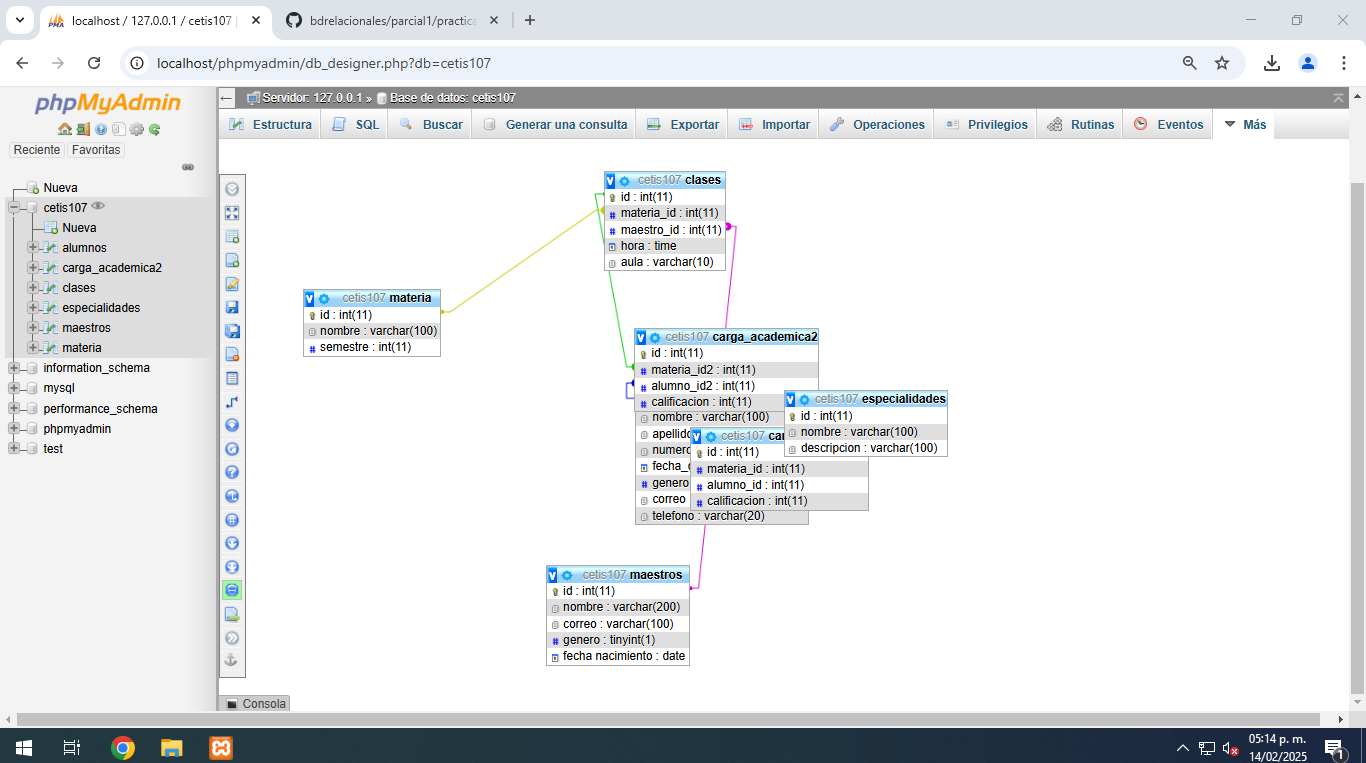 localhost / 127.0.0.1 / cetis107 |
bdrelacionales/parcial1/practica
localhost/phpmyadmin/db_designer.php?db=cetis107
phpMyAdmin
Reciente
Favoritas
Nueva
cetis107
Nueva
alumnos
carga_academica2
clases
especialidades
maestros
materia
information_schema
mysql
performance_schema
phpmyadmin
test
Servidor: 127.0.0.1 » Base de datos: cetis107
Estructura SQL Buscar Generar una consulta Exportar Importar Operaciones Privilegios Rutinas Eventos Más
V cetis107 clases
id : int(11)
materia_id : int(11)
maestro_id : int(11)
hora : time
aula : varchar(10)
V cetis107 materia
id : int(11)
nombre : varchar(100)
semestre : int(11)
V cetis107 carga_academica2
id : int(11)
materia_id2 : int(11)
alumno_id2 : int(11)
calificacion : int(11)
nombre : varchar(100)
apellido
numero
fecha_
genero
correo
telefono : varchar(20)
V cetis107 car
id : int(11)
materia_id : int(11)
alumno_id : int(11)
calificacion : int(11)
V cetis107 especialidades
id : int(11)
nombre : varchar(100)
descripcion : varchar(100)
V cetis107 maestros
id : int(11)
nombre : varchar(200)
correo : varchar(100)
genero : tinyint(1)
fecha nacimiento : date
Consola
05:14 p. m.
14/02/2025
1